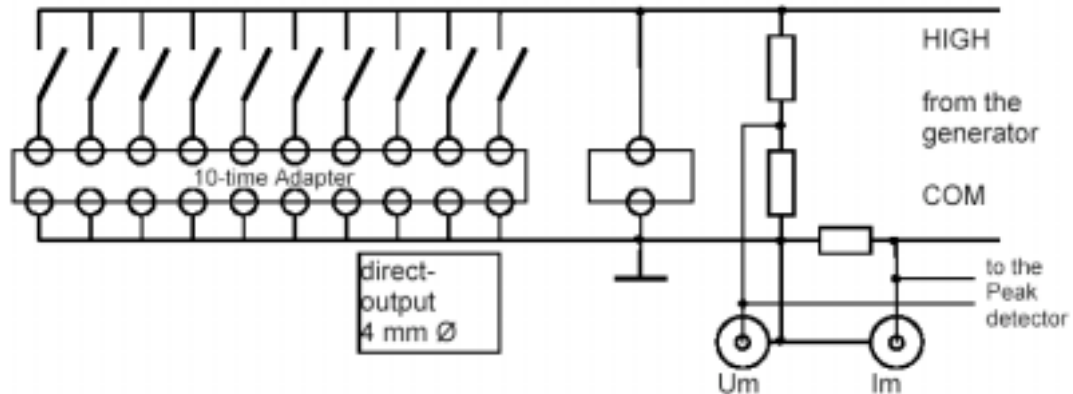 HIGH
from the
generator
10-time Adapter
COM
direct-
output
4 mm Ø
to the
Peak
detector
Um
Im